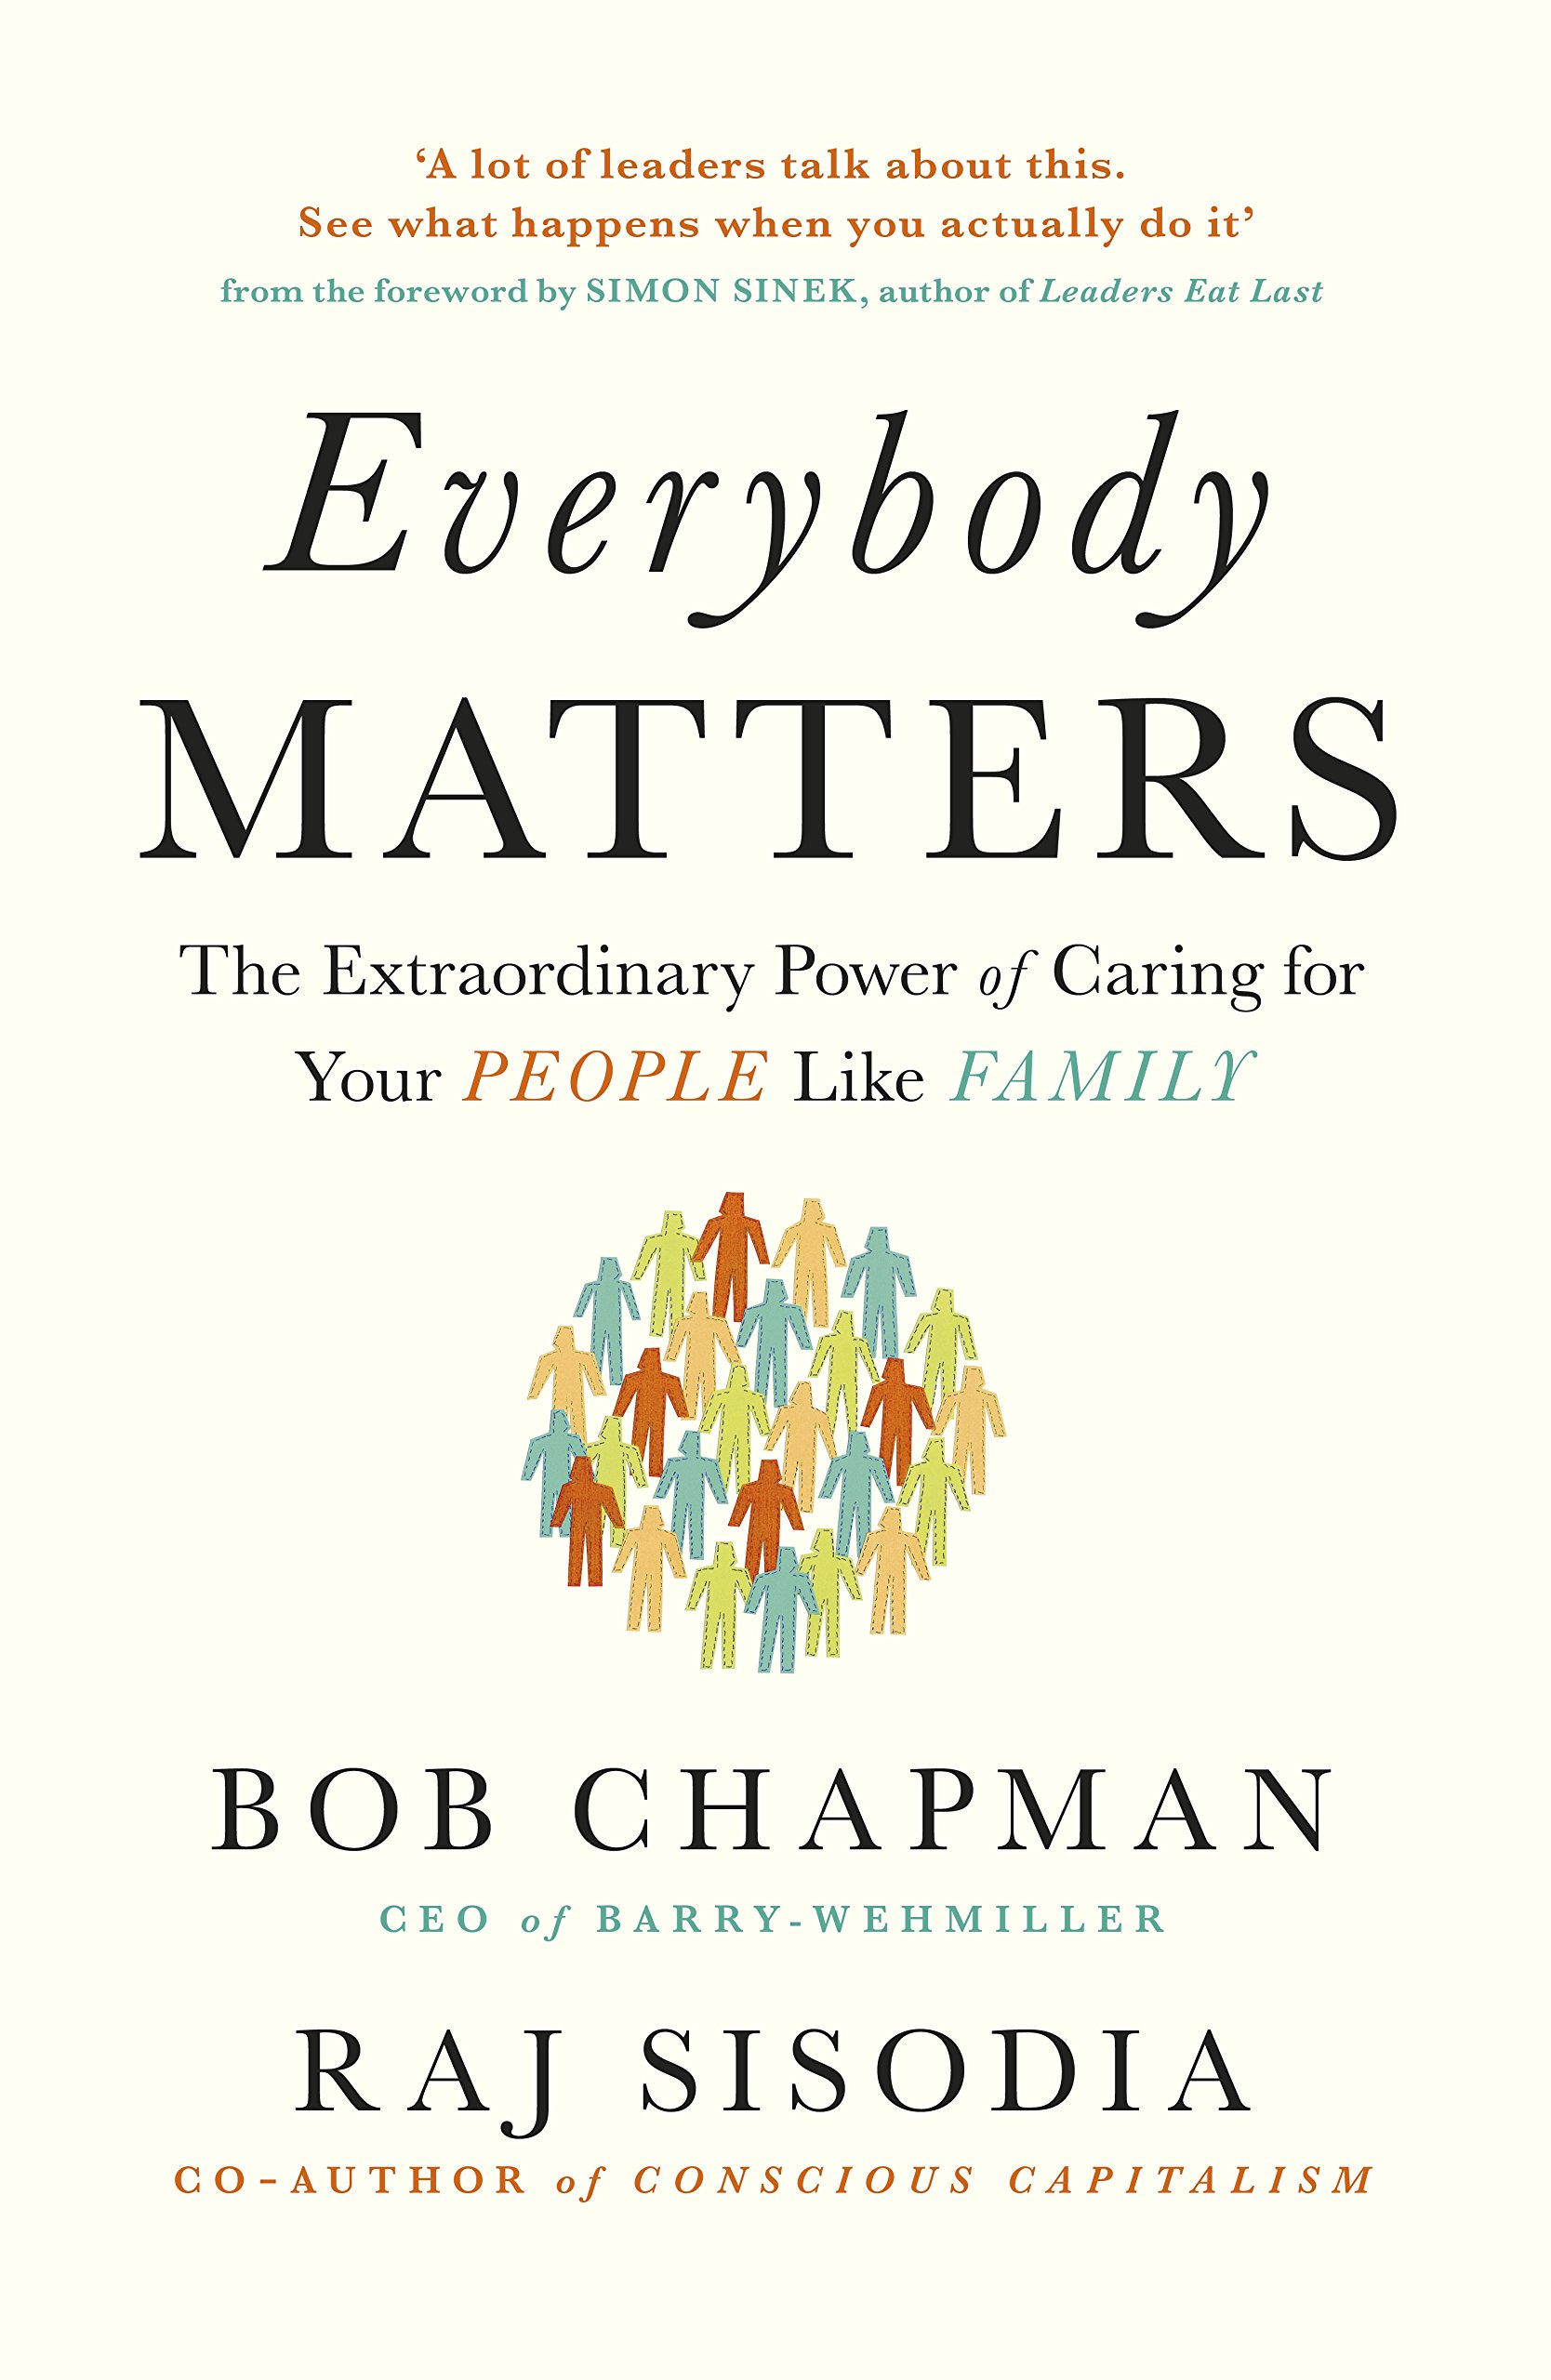 ‘A lot of leaders talk about this.
See what happens when you actually do it’
from the foreword by SIMON SINEK, author of Leaders Eat Last
Everybody
MATTERS
The Extraordinary Power of Caring for
Your PEOPLE Like FAMILY
BOB CHAPMAN
CEO of BARRY-WEHMILLER
RAJ SISODIA
CO-AUTHOR of CONSCIOUS CAPITALISM